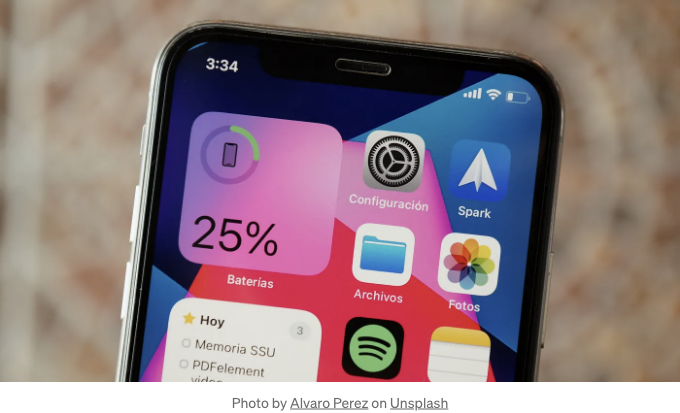 3:34
25%
Baterías
Configuración
Spark
Archivos
Fotos
Hoy
3
Memoria SSU
PDFelement
video
Photo by Alvaro Perez on Unsplash